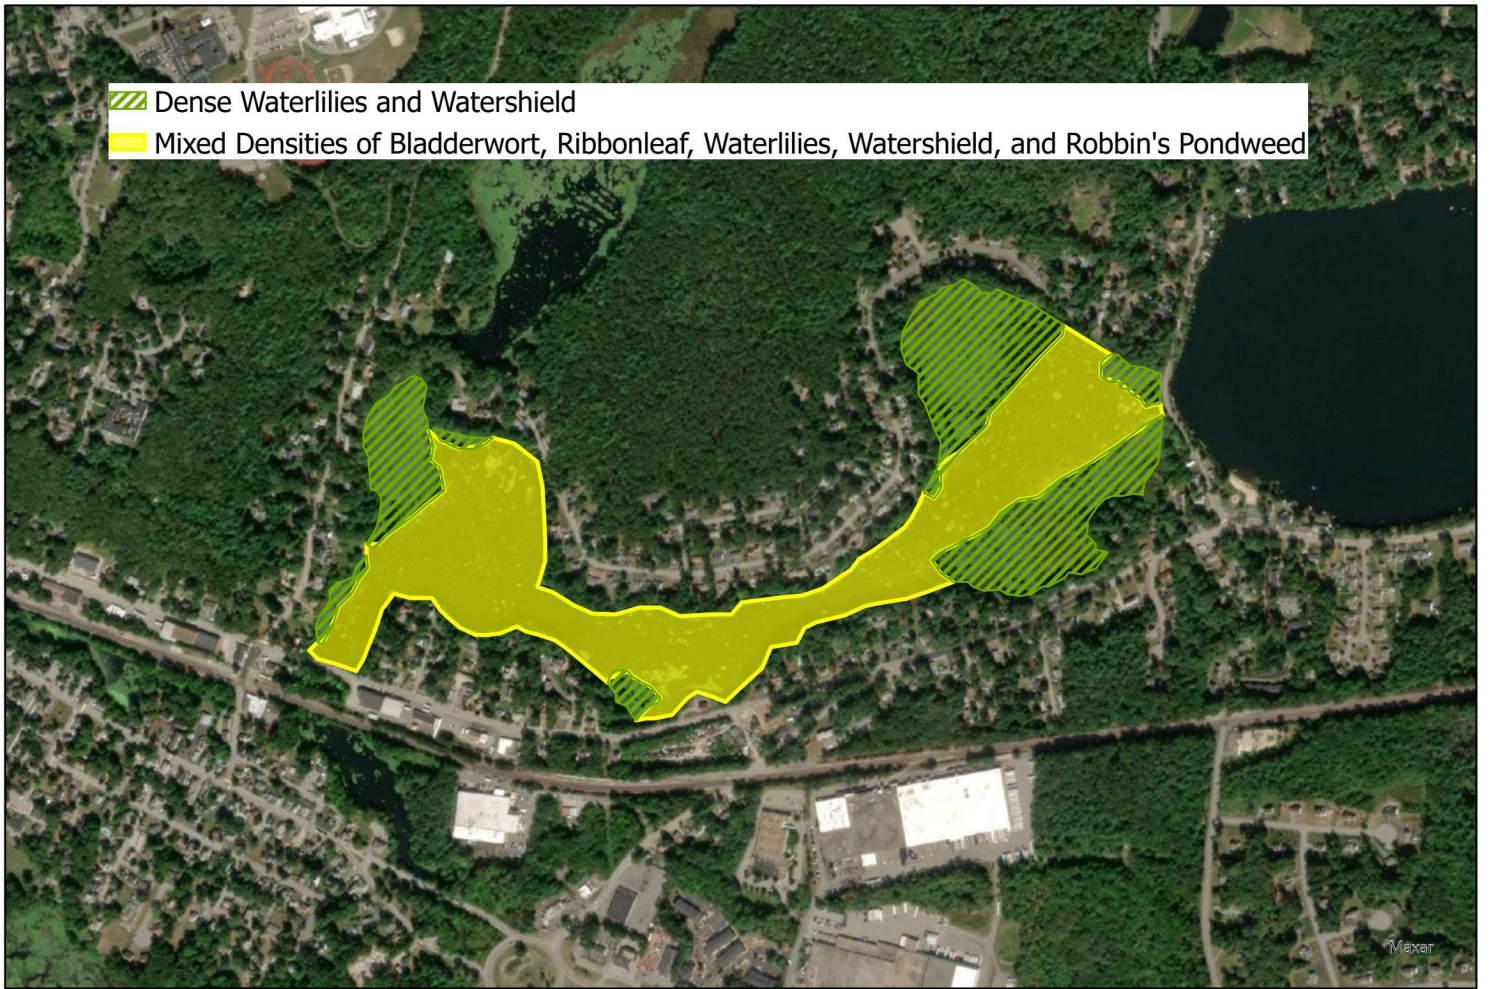 Dense Waterlilies and Watershield
Mixed Densities of Bladderwort, Ribbonleaf, Waterlilies, Watershield, and Robbin's Pondweed
Maxar